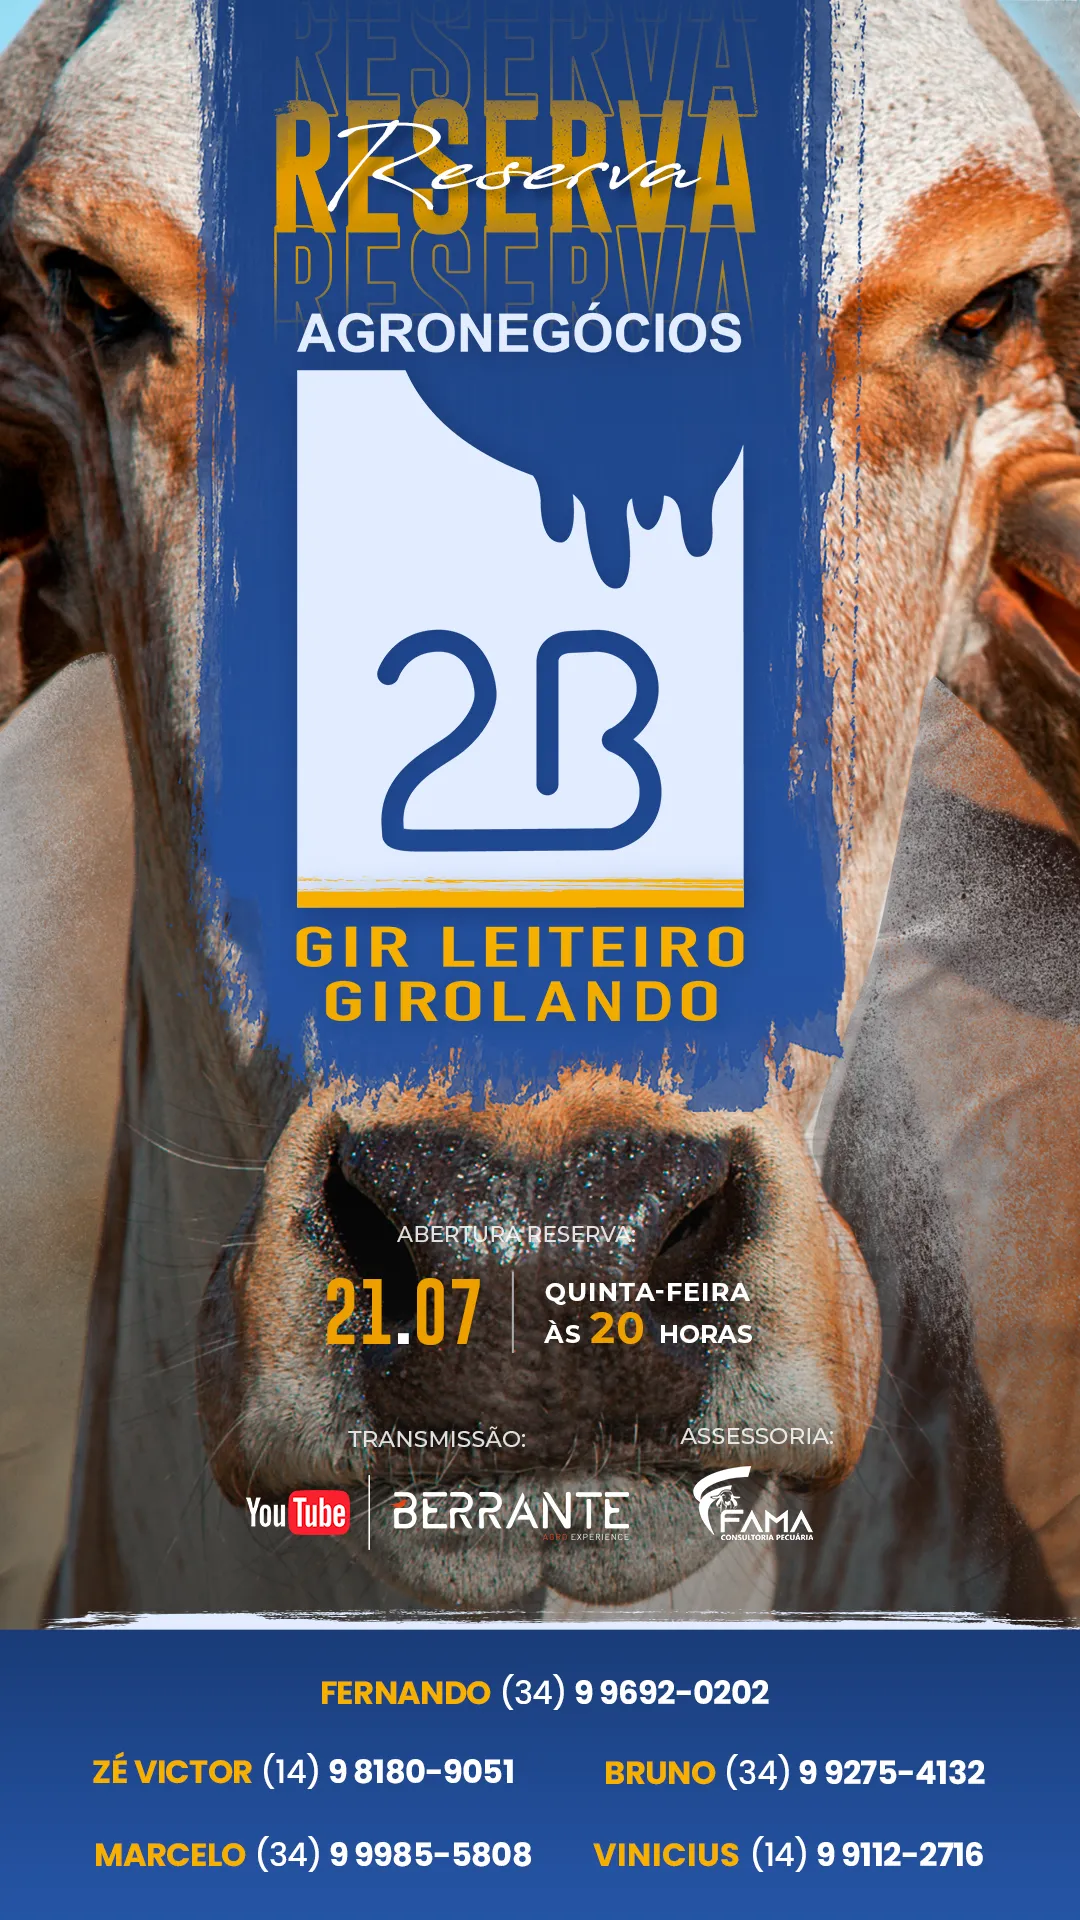 RESERVA
RESERVA
Reserva
RESERVA
AGRONEGÓCIOS
2B
GIR LEITEIRO
GIROLANDO
ABERTURA RESERVA:
21.07
QUINTA-FEIRA
ÀS 20 HORAS
TRANSMISSÃO:
ASSESSORIA:
YouTube
BERRANTE
AGRO EXPERIENCE
FAMA
CONSULTORIA PECUÁRIA
FERNANDO (34) 9 9692-0202
ZÉ VICTOR (14) 9 8180-9051
BRUNO (34) 9 9275-4132
MARCELO (34) 9 9985-5808
VINICIUS (14) 9 9112-2716